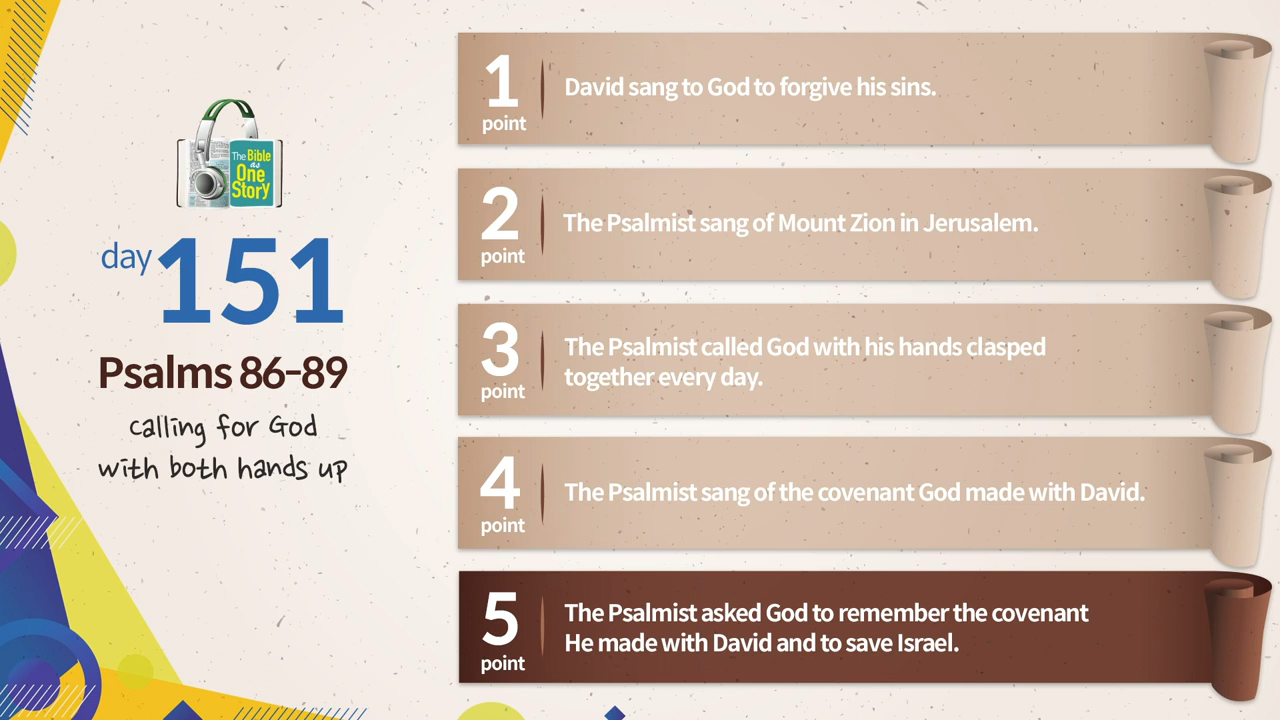 The Bible
as
One
Story
day 151
Psalms 86-89
calling for God
with both hands up
1
point
David sang to God to forgive his sins.
2
point
The Psalmist sang of Mount Zion in Jerusalem.
3
point
The Psalmist called God with his hands clasped
together every day.
4
point
The Psalmist sang of the covenant God made with David.
5
point
The Psalmist asked God to remember the covenant
He made with David and to save Israel.